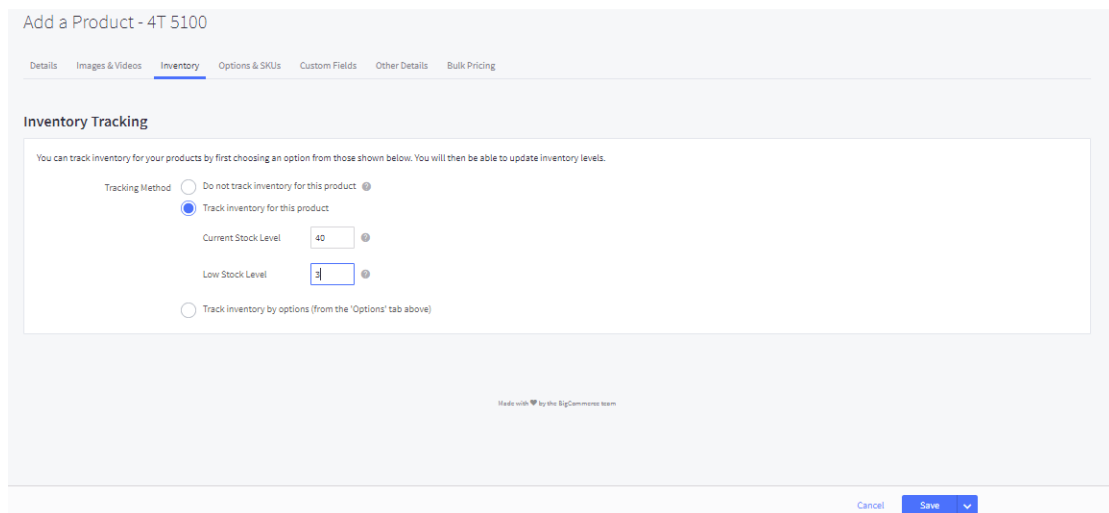 Add a Product - 4T 5100
Details Images & Videos Inventory Options & SKUs Custom Fields Other Details Bulk Pricing
Inventory Tracking
You can track inventory for your products by first choosing an option from those shown below. You will then be able to update inventory levels.
Tracking Method Do not track inventory for this product ?
Track inventory for this product
Current Stock Level 40 ?
Low Stock Level 3 ?
Track inventory by options (from the 'Options' tab above)
Made with ♥ by the BigCommerce team
Cancel Save